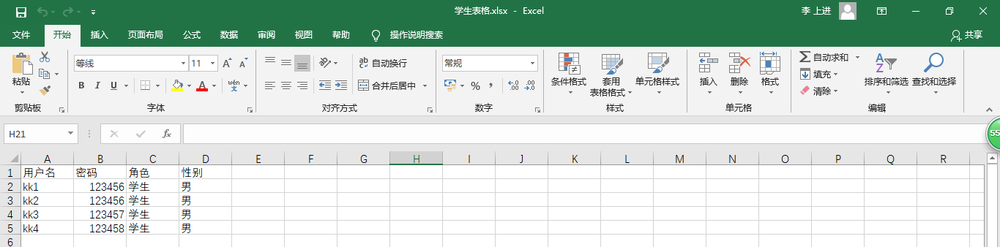 学生表格.xlsx - Excel 李 上进
文件 开始 插入 页面布局 公式 数据 审阅 视图 帮助 操作说明搜索 共享
粘贴
剪贴板
等线 11 A A
B I U A wén 文
字体
ab 自动换行
合并后居中
对齐方式
常规
% , .0 .00 .00 .0
数字
条件格式 套用 表格格式 单元格样式
样式
插入 删除 格式
单元格
自动求和
填充
清除
排序和筛选 查找和选择
编辑
H21 fx
55
A B C D E F G H I J K L M N O P Q R
1 用户名 密码 角色 性别
2 kk1 123456 学生 男
3 kk2 123456 学生 男
4 kk3 123457 学生 男
5 kk4 123458 学生 男
6